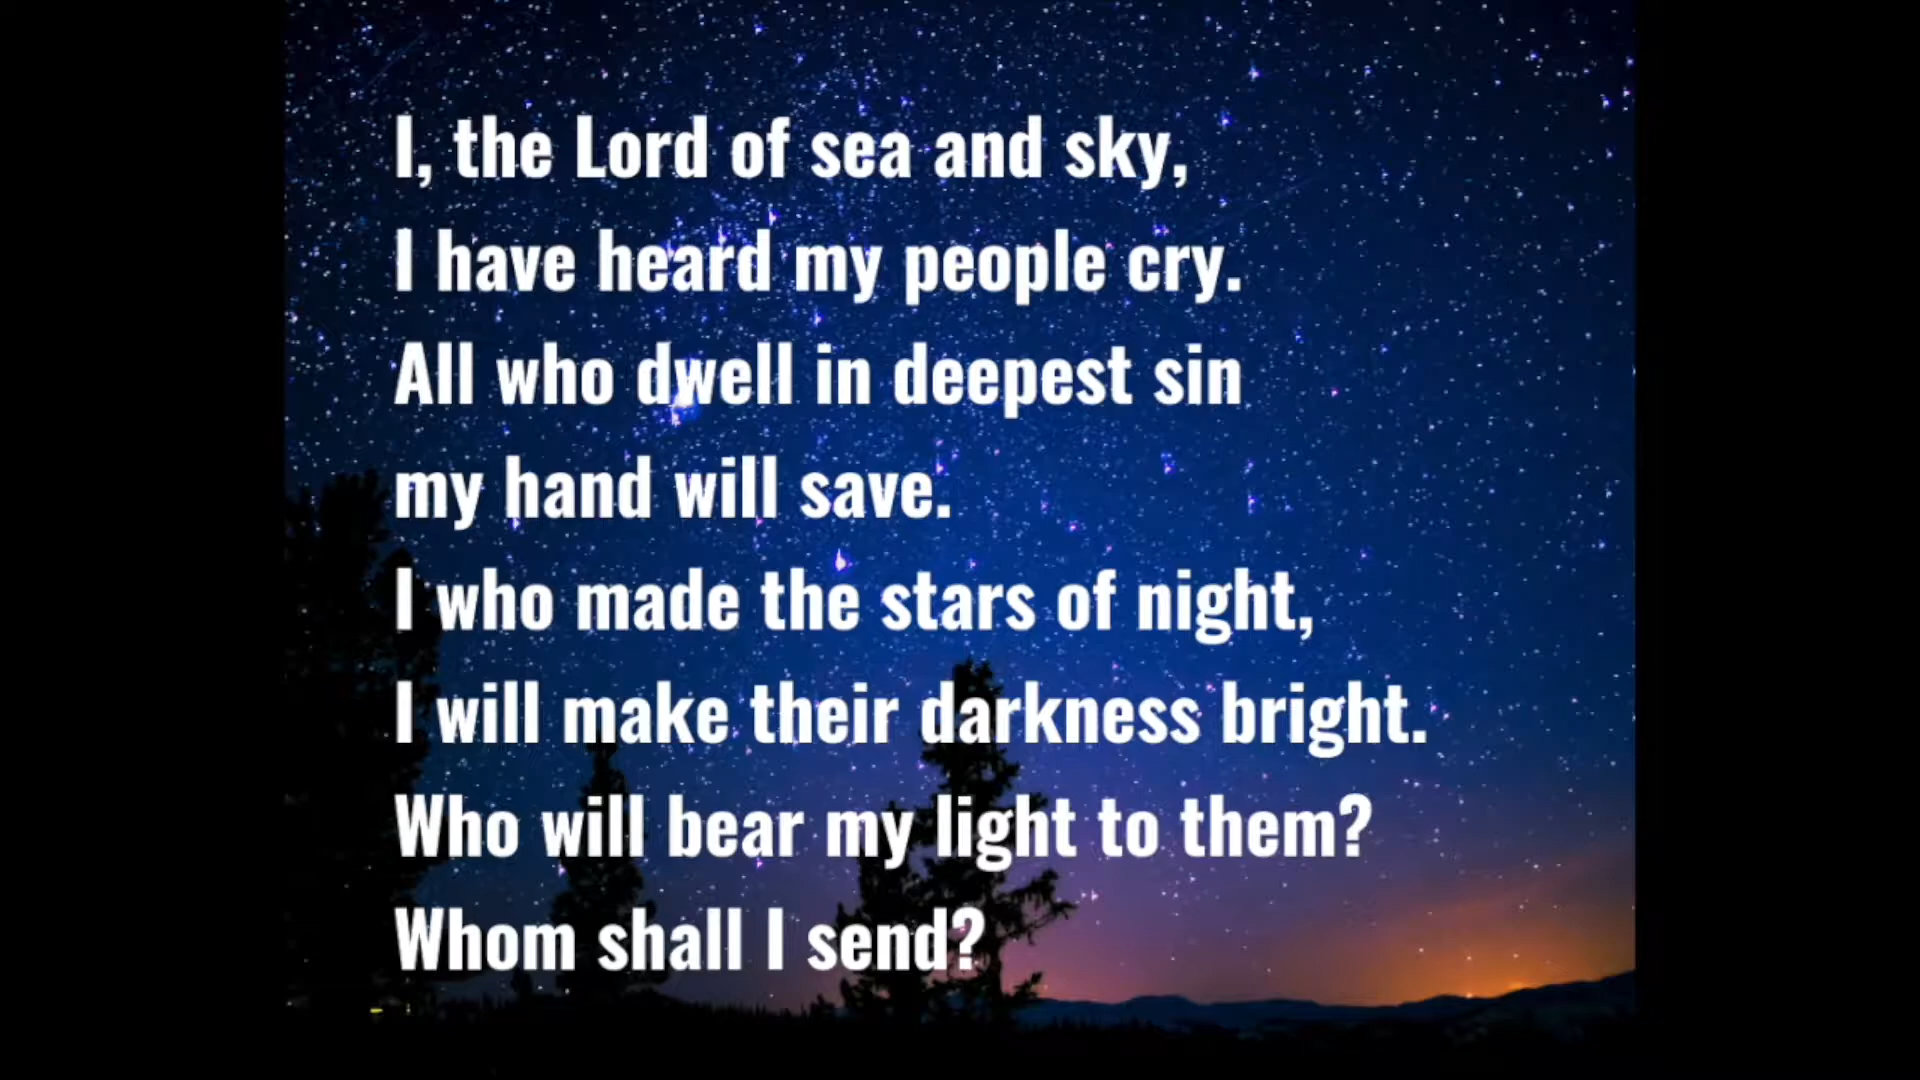 I, the Lord of sea and sky,
I have heard my people cry.
All who dwell in deepest sin
my hand will save.
I who made the stars of night,
I will make their darkness bright.
Who will bear my light to them?
Whom shall I send?